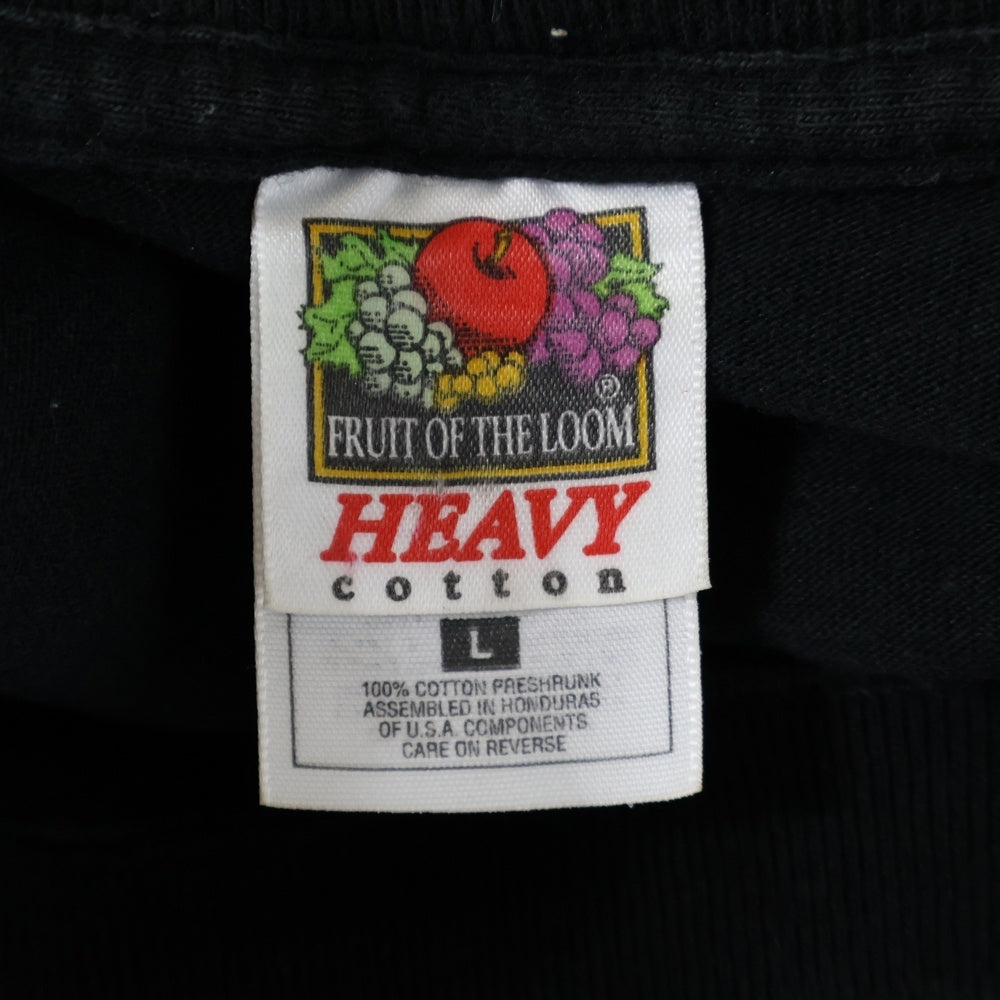 ®
FRUIT OF THE LOOM
HEAVY
cotton
L
100% COTTON PRESHRUNK
ASSEMBLED IN HONDURAS
OF U.S.A. COMPONENTS
CARE ON REVERSE